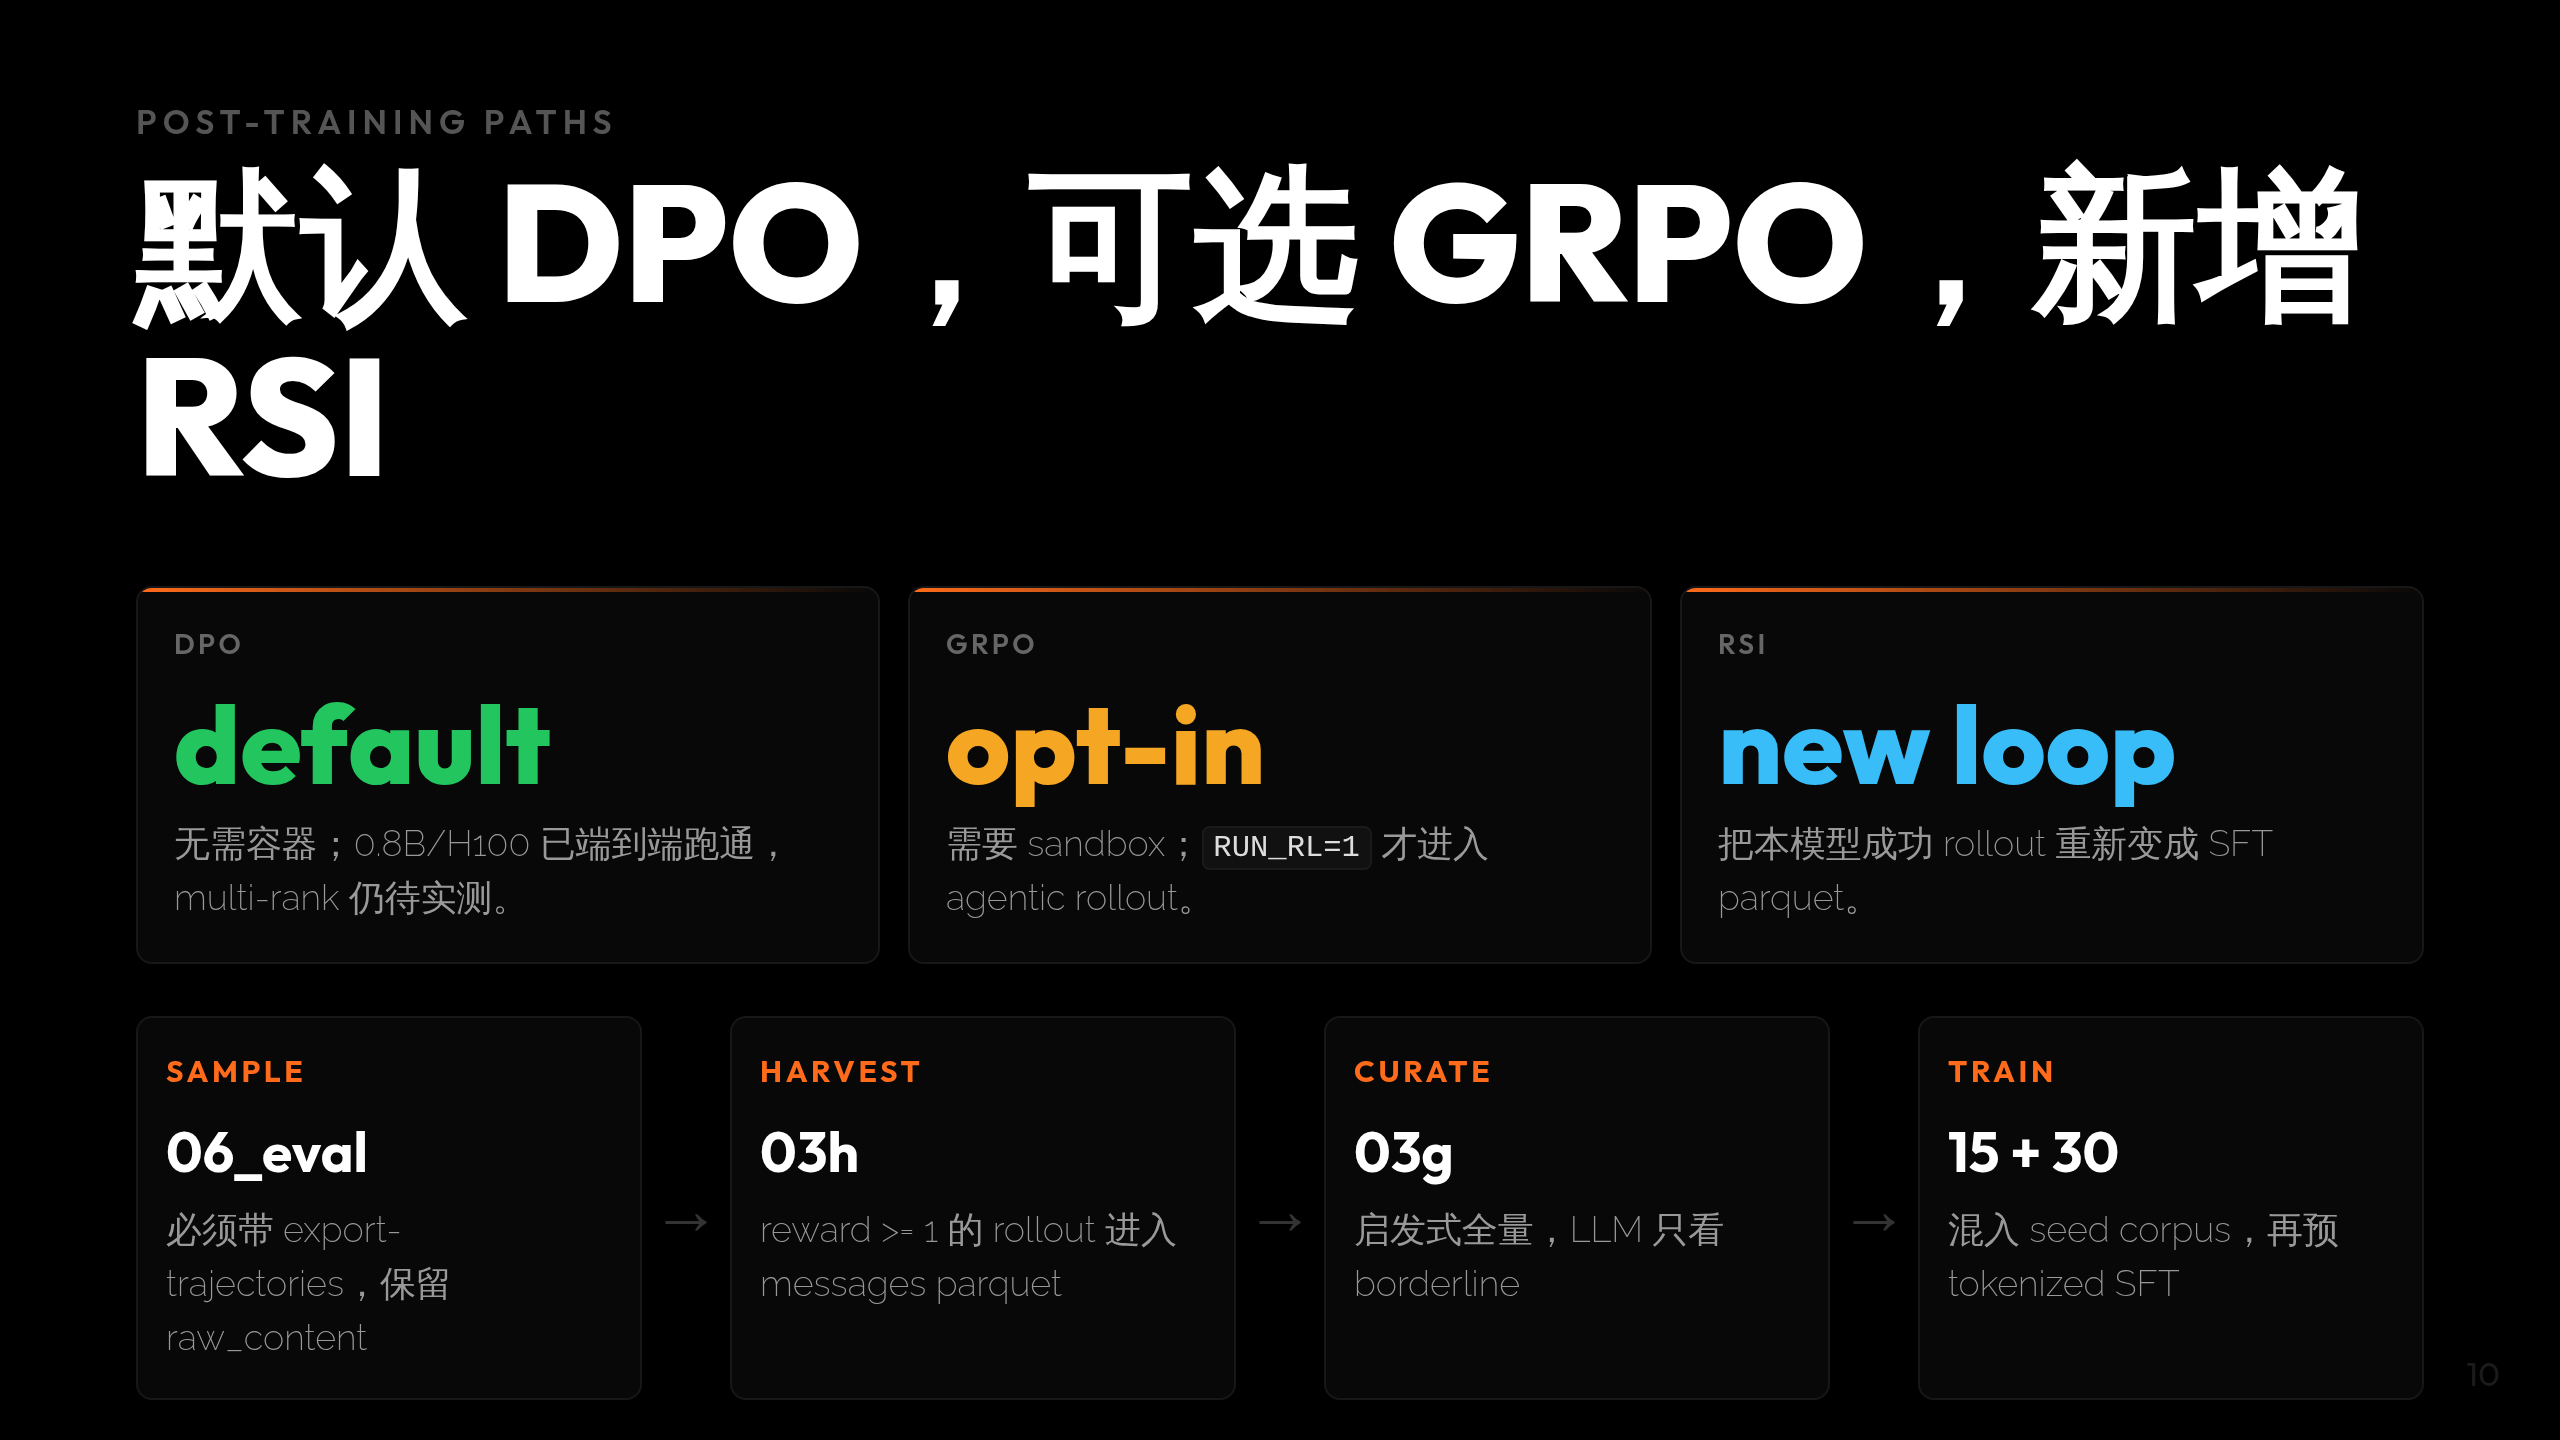 POST-TRAINING PATHS
默认 DPO，可选 GRPO，新增
RSI
DPO
default
无需容器；0.8B/H100 已端到端跑通，
multi-rank 仍待实测。
GRPO
opt-in
需要 sandbox；RUN_RL=1 才进入
agentic rollout。
RSI
new loop
把本模型成功 rollout 重新变成 SFT
parquet。
SAMPLE
06_eval
必须带 export-
trajectories，保留
raw_content
→
HARVEST
03h
reward >= 1 的 rollout 进入
messages parquet
→
CURATE
03g
启发式全量，LLM 只看
borderline
→
TRAIN
15 + 30
混入 seed corpus，再预
tokenized SFT
10